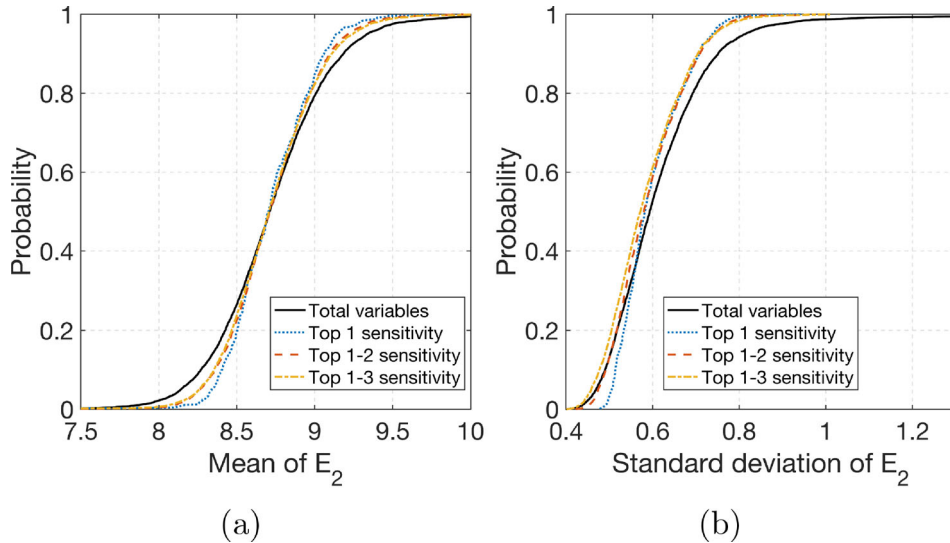 1
0.8
0.6
0.4
0.2
0
Probability
Total variables
Top 1 sensitivity
Top 1-2 sensitivity
Top 1-3 sensitivity
7.5 8 8.5 9 9.5 10
Mean of E₂
(a)
1
0.8
0.6
0.4
0.2
0
Probability
Total variables
Top 1 sensitivity
Top 1-2 sensitivity
Top 1-3 sensitivity
0.4 0.6 0.8 1 1.2
Standard deviation of E₂
(b)